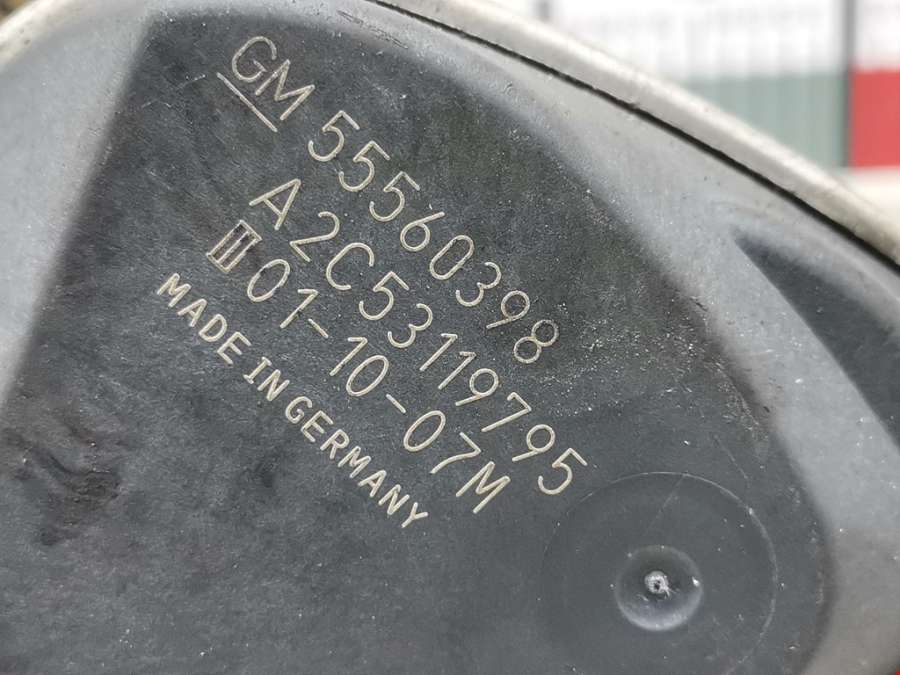 GM 55560398
A2C53119795
01-10-07M
MADE IN GERMANY